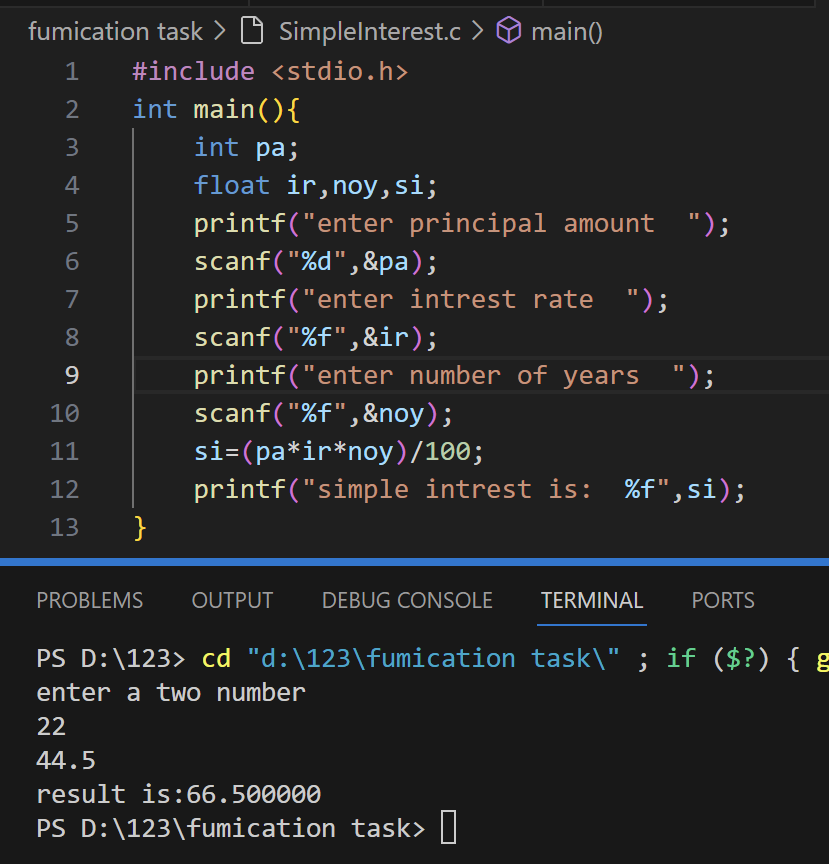 fumication task > SimpleInterest.c > main()
1 #include <stdio.h>
2 int main(){
3     int pa;
4     float ir,noy,si;
5     printf("enter principal amount  ");
6     scanf("%d",&pa);
7     printf("enter intrest rate  ");
8     scanf("%f",&ir);
9     printf("enter number of years  ");
10     scanf("%f",&noy);
11     si=(pa*ir*noy)/100;
12     printf("simple intrest is:  %f",si);
13 }
PROBLEMS OUTPUT DEBUG CONSOLE TERMINAL PORTS
PS D:\123> cd "d:\123\fumication task\" ; if ($?) { g
enter a two number
22
44.5
result is:66.500000
PS D:\123\fumication task>